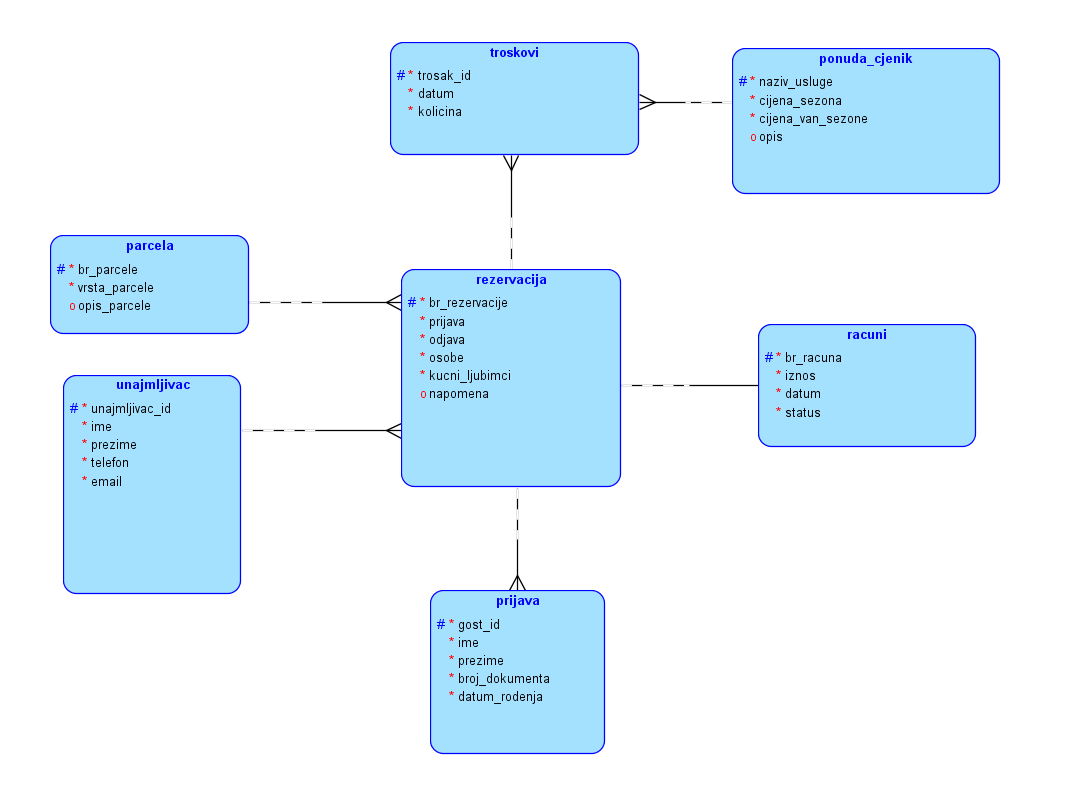 troskovi
# * trosak_id
* datum
* kolicina
ponuda_cjenik
# * naziv_usluge
* cijena_sezona
* cijena_van_sezone
o opis
parcela
# * br_parcele
* vrsta_parcele
o opis_parcele
rezervacija
# * br_rezervacije
* prijava
* odjava
* osobe
* kucni_ljubimci
o napomena
racuni
# * br_racuna
* iznos
* datum
* status
unajmljivac
# * unajmljivac_id
* ime
* prezime
* telefon
* email
prijava
# * gost_id
* ime
* prezime
* broj_dokumenta
* datum_rodenja